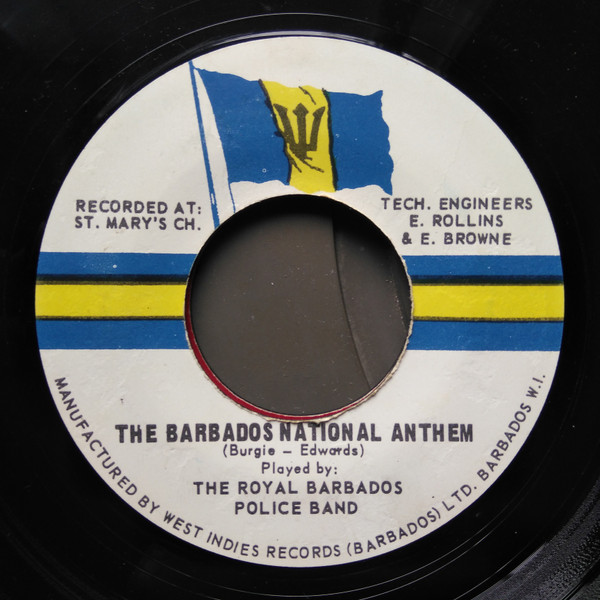 RECORDED AT:
ST. MARY'S CH.
TECH. ENGINEERS
E. ROLLINS
& E. BROWNE
THE BARBADOS NATIONAL ANTHEM
(Burgie – Edwards)
Played by:
THE ROYAL BARBADOS
POLICE BAND
MANUFACTURED BY WEST INDIES RECORDS (BARBADOS) LTD. BARBADOS W.I.